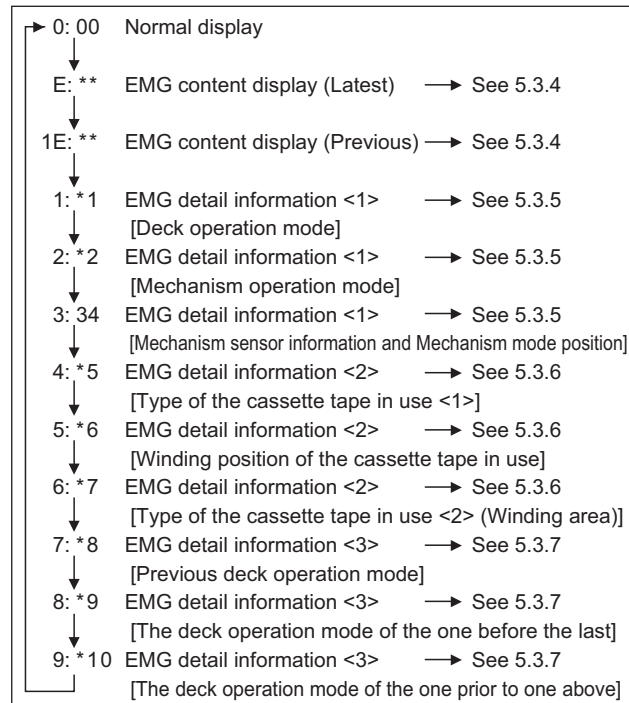 0: 00 Normal display
E: ** EMG content display (Latest) → See 5.3.4
1E: ** EMG content display (Previous) → See 5.3.4
1: *1 EMG detail information <1> → See 5.3.5
[Deck operation mode]
2: *2 EMG detail information <1> → See 5.3.5
[Mechanism operation mode]
3: 34 EMG detail information <1> → See 5.3.5
[Mechanism sensor information and Mechanism mode position]
4: *5 EMG detail information <2> → See 5.3.6
[Type of the cassette tape in use <1>]
5: *6 EMG detail information <2> → See 5.3.6
[Winding position of the cassette tape in use]
6: *7 EMG detail information <2> → See 5.3.6
[Type of the cassette tape in use <2> (Winding area)]
7: *8 EMG detail information <3> → See 5.3.7
[Previous deck operation mode]
8: *9 EMG detail information <3> → See 5.3.7
[The deck operation mode of the one before the last]
9: *10 EMG detail information <3> → See 5.3.7
[The deck operation mode of the one prior to one above]